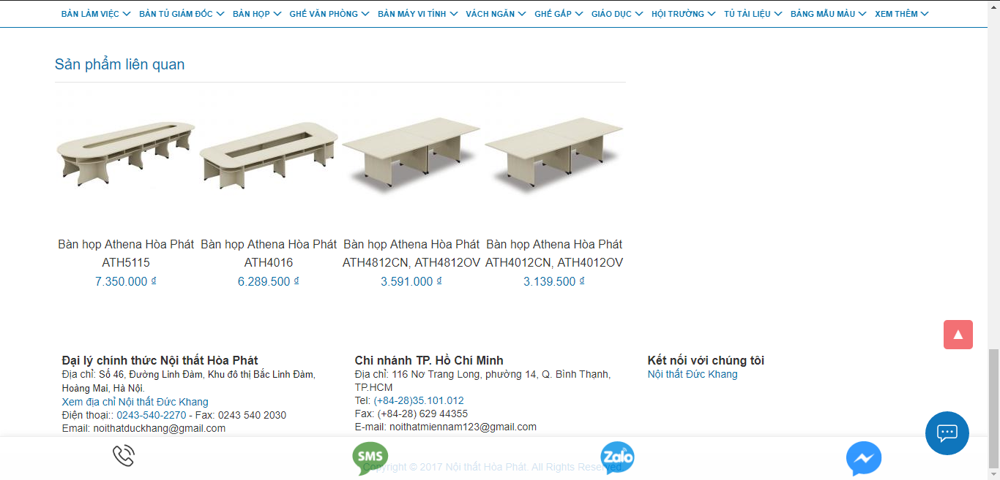 BÀN LÀM VIỆC BÀN TỦ GIÁM ĐỐC BÀN HỌP GHẾ VĂN PHÒNG BÀN MÁY VI TÍNH VÁCH NGĂN GHẾ GẤP GIÁO DỤC HỘI TRƯỜNG TỦ TÀI LIỆU BẢNG MẪU MÀU XEM THÊM
Sản phẩm liên quan
Bàn họp Athena Hòa Phát
ATH5115
7.350.000 ₫
Bàn họp Athena Hòa Phát
ATH4016
6.289.500 ₫
Bàn họp Athena Hòa Phát
ATH4812CN, ATH4812OV
3.591.000 ₫
Bàn họp Athena Hòa Phát
ATH4012CN, ATH4012OV
3.139.500 ₫
Đại lý chính thức Nội thất Hòa Phát
Địa chỉ: Số 46, Đường Linh Đàm, Khu đô thị Bắc Linh Đàm,
Hoàng Mai, Hà Nội.
Xem địa chỉ Nội thất Đức Khang
Điện thoại:: 0243-540-2270 - Fax: 0243 540 2030
Email: noithatduckhang@gmail.com
Chi nhánh TP. Hồ Chí Minh
Địa chỉ: 116 Nơ Trang Long, phường 14, Q. Bình Thạnh,
TP.HCM
Tel: (+84-28)35.101.012
Fax: (+84-28) 629 44355
E-mail: noithatmiennam123@gmail.com
Kết nối với chúng tôi
Nội thất Đức Khang
SMS
Zalo
Copyright © 2017 Nội thất Hòa Phát. All Rights Reserved.